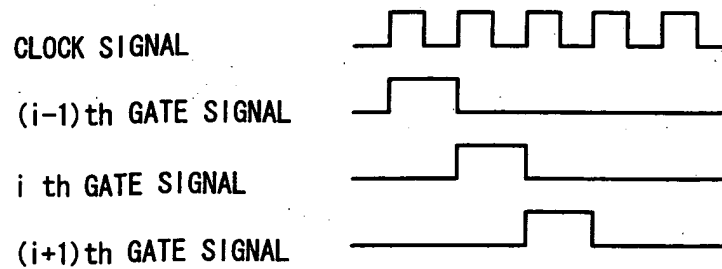 CLOCK SIGNAL
(i-1)th GATE SIGNAL
i th GATE SIGNAL
(i+1)th GATE SIGNAL